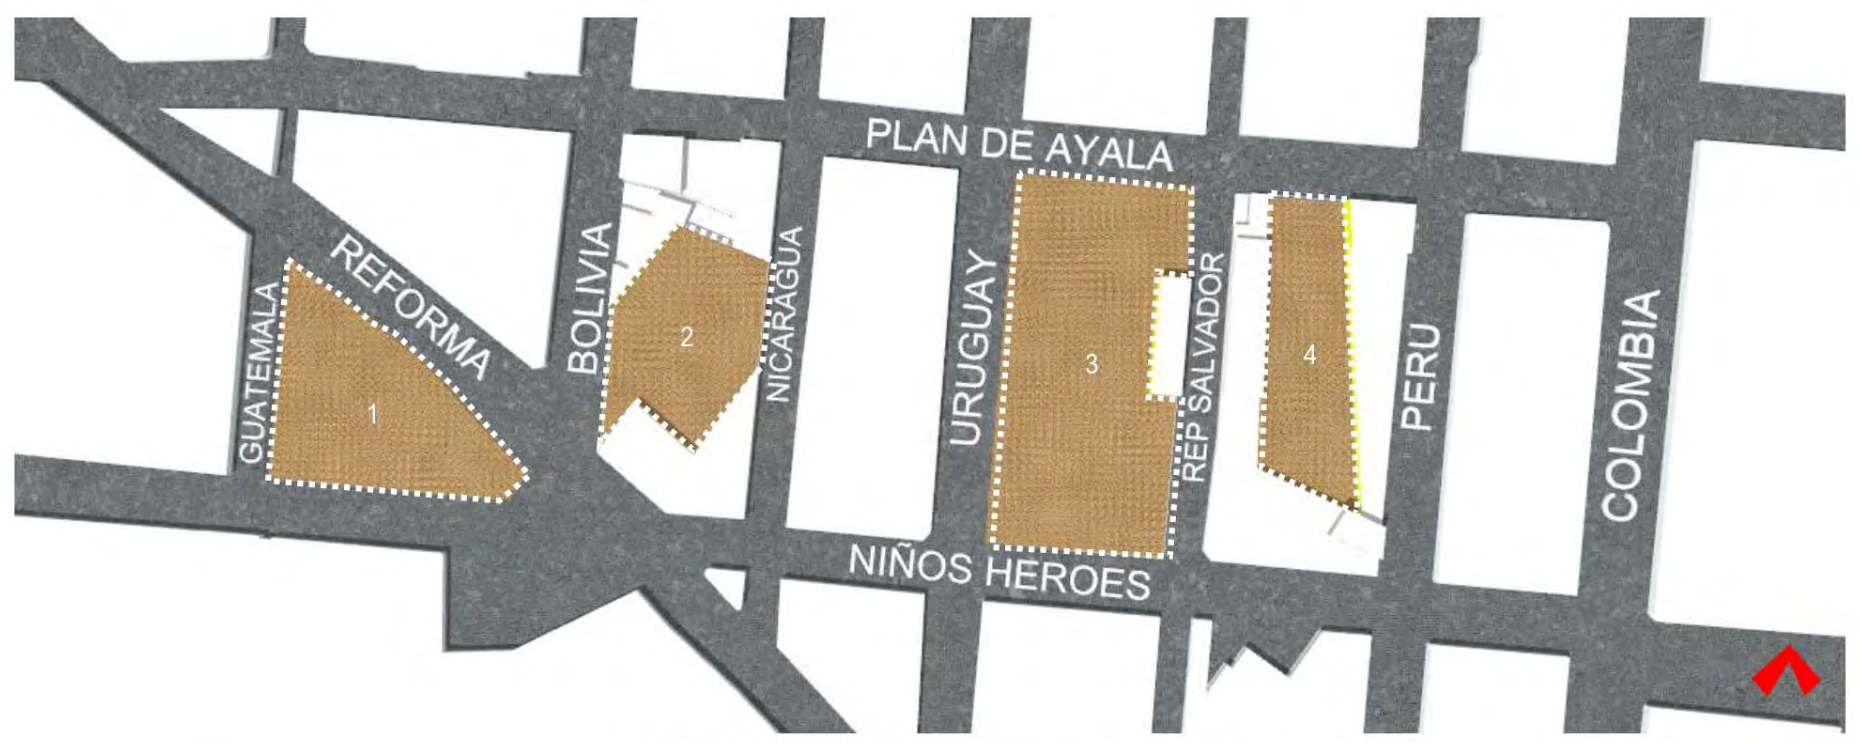 PLAN DE AYALA
REFORMA
BOLIVIA
NICARAGUA
GUATEMALA
URUGUAY
REP SALVADOR
PERU
COLOMBIA
1
2
3
4
NIÑOS HEROES